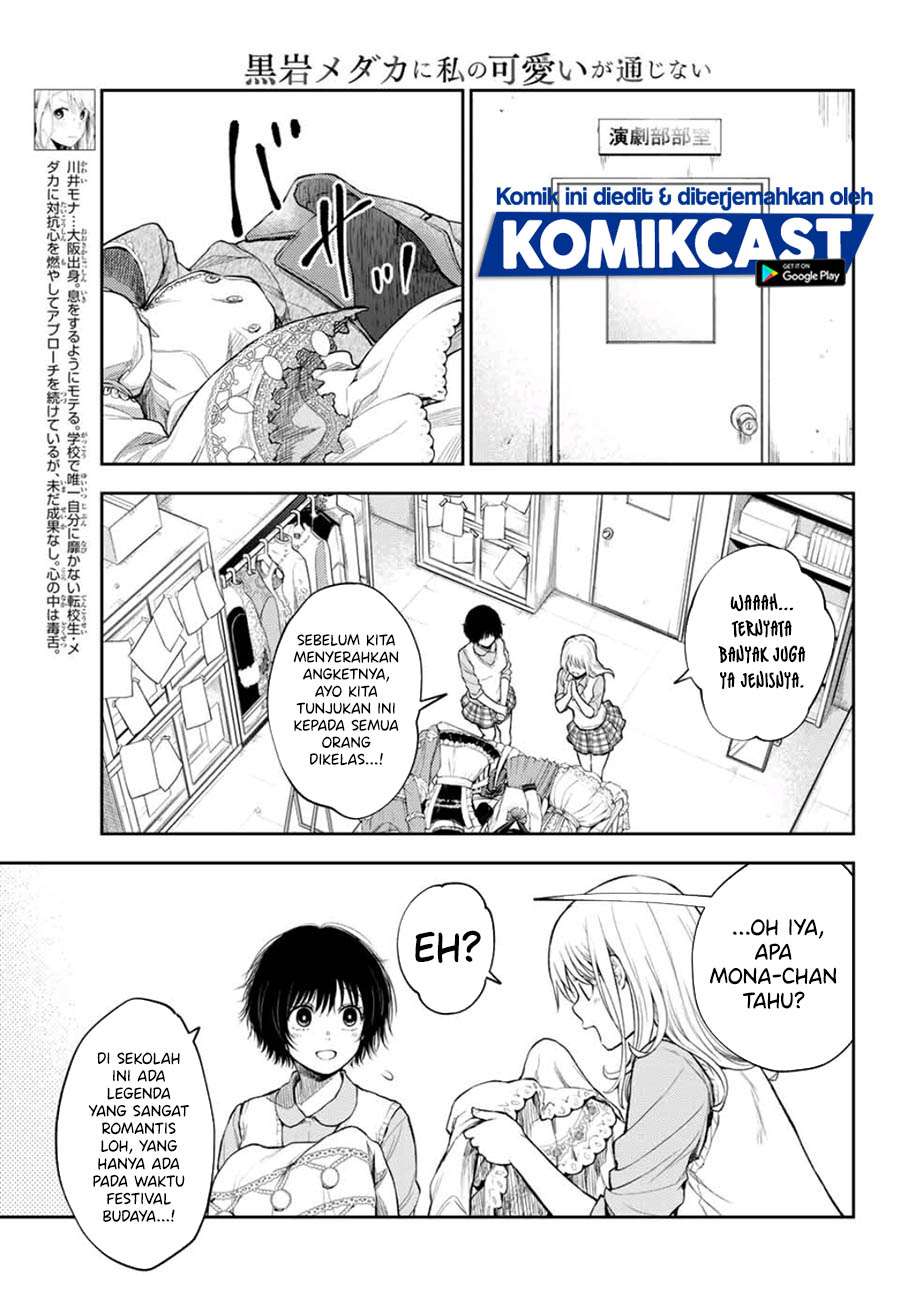 黒岩メダカに私の可愛いが通じない
演劇部部室
Komik ini diedit & diterjemahkan oleh
KOMIKCAST
GET IT ON
Google Play
ガサッ
川井モナ…大阪出身。息をするようにモテる。学校で唯一自分に靡かない転校生・メ
ダカに対抗心を燃やしてアプローチを続けているが、未だ成果なし。心の中は毒舌。
WAAAH...
TERNYATA
BANYAK JUGA
YA JENISNYA.
SEBELUM KITA
MENYERAHKAN
ANGKETNYA,
AYO KITA
TUNJUKAN INI
KEPADA SEMUA
ORANG
DIKELAS...!
...OH IYA,
APA
MONA-CHAN
TAHU?
EH?
DI SEKOLAH
INI ADA
LEGENDA
YANG SANGAT
ROMANTIS
LOH, YANG
HANYA ADA
PADA WAKTU
FESTIVAL
BUDAYA...!